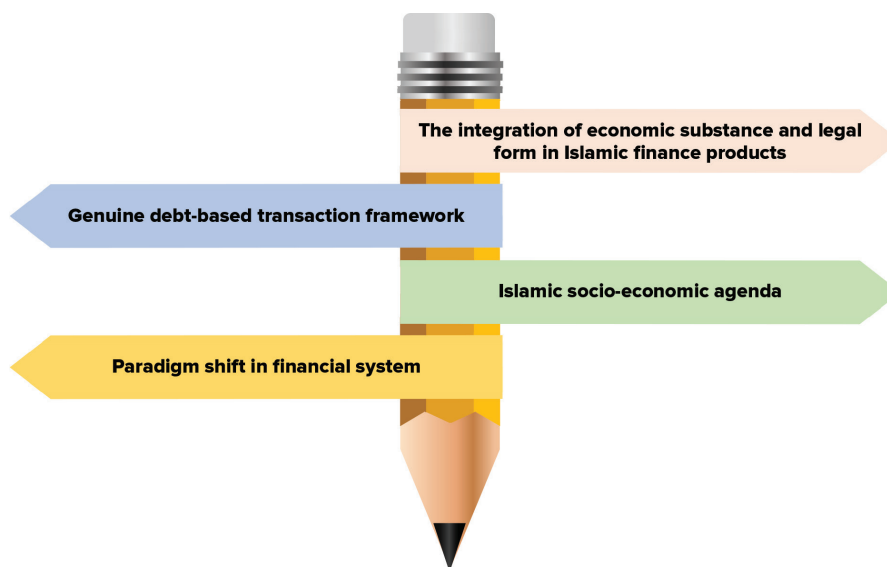 The integration of economic substance and legal
form in Islamic finance products
Genuine debt-based transaction framework
Islamic socio-economic agenda
Paradigm shift in financial system